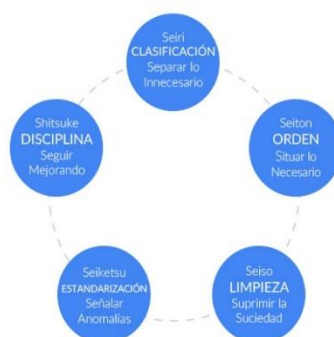 Seiri
CLASIFICACIÓN
Separar lo
Innecesario
Seiton
ORDEN
Situar lo
Necesario
Seiso
LIMPIEZA
Suprimir la
Suciedad
Seiketsu
ESTANDARIZACIÓN
Señalar
Anomalías
Shitsuke
DISCIPLINA
Seguir
Mejorando